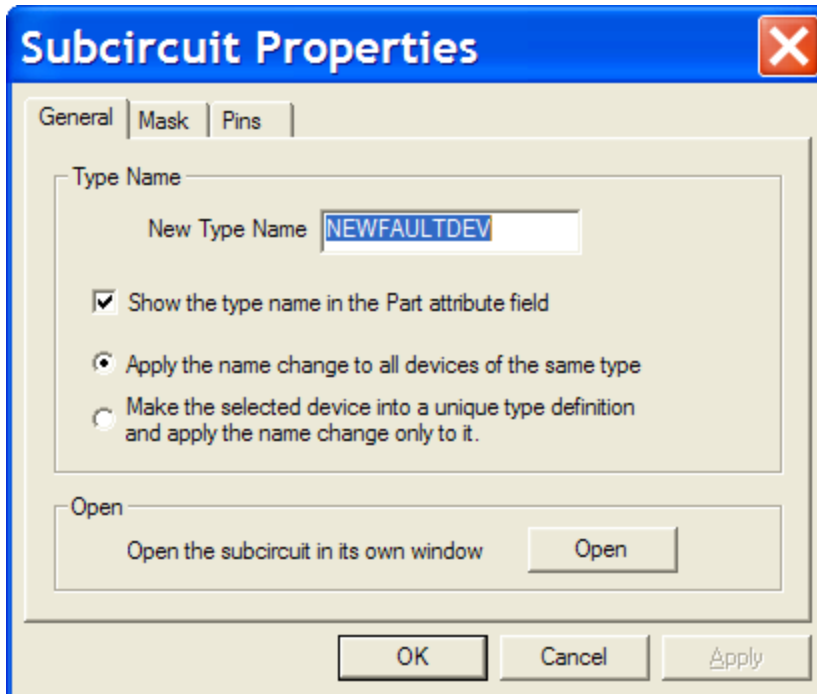 Subcircuit Properties
General Mask Pins
Type Name
New Type Name NEWFAULTDEV
Show the type name in the Part attribute field
Apply the name change to all devices of the same type
Make the selected device into a unique type definition
and apply the name change only to it.
Open
Open the subcircuit in its own window Open
OK Cancel Apply